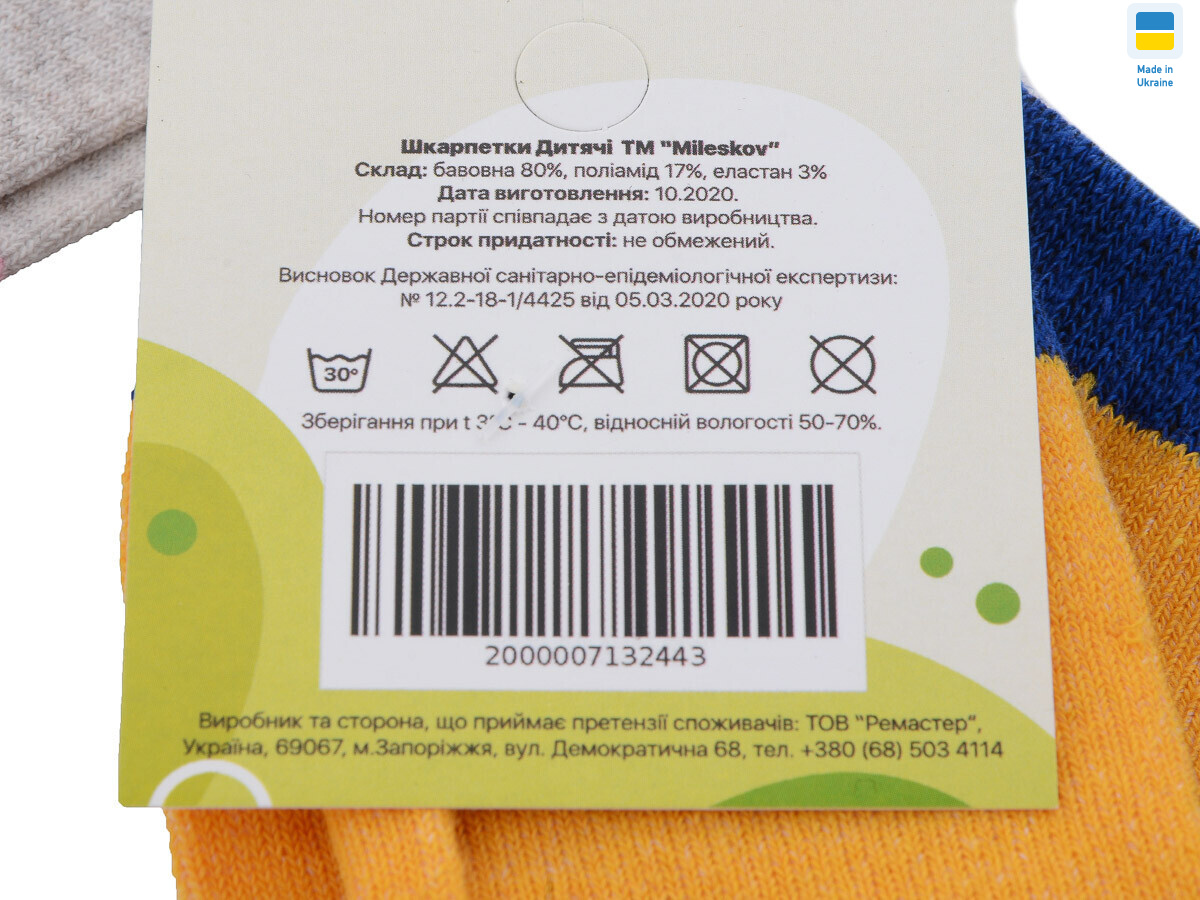 Made in
Ukraine
Шкарпетки Дитячі ТМ "Mileskov"
Склад: бавовна 80%, поліамід 17%, еластан 3%
Дата виготовлення: 10.2020.
Номер партії співпадає з датою виробництва.
Строк придатності: не обмежений.
Висновок Державної санітарно-епідеміологічної експертизи:
№ 12.2-18-1/4425 від 05.03.2020 року
30°
Зберігання при t - 40°C, відносній вологості 50-70%.
2000007132443
Виробник та сторона, що приймає претензії споживачів: ТОВ "Ремастер",
Україна, 69067, м.Запоріжжя, вул. Демократична 68, тел. +380 (68) 503 4114